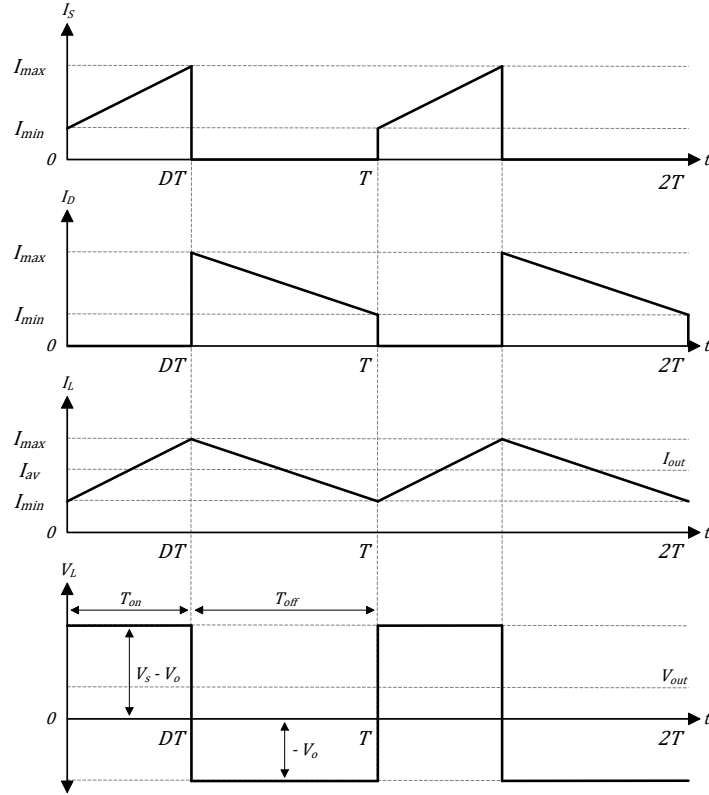 I_S
I_max
I_min
0
DT T 2T t
I_D
I_max
I_min
0
DT T 2T t
I_L
I_max
I_av I_out
I_min
0
DT T 2T t
V_L
T_on T_off
V_s - V_o
V_out
0
DT T 2T t
- V_o